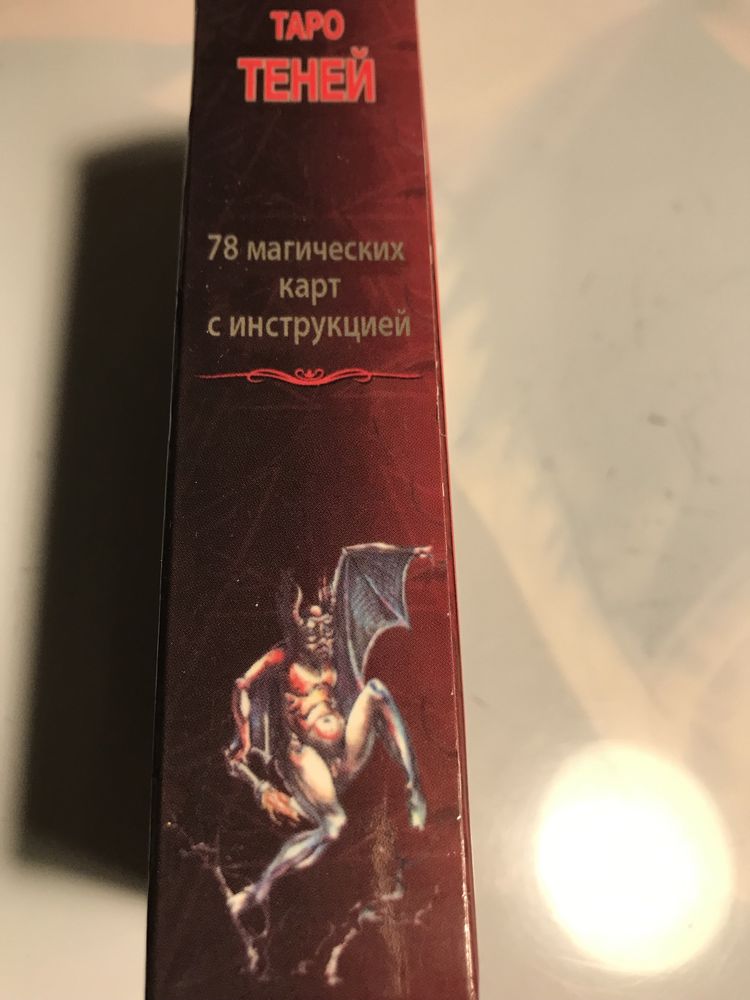 ТАРО
ТЕНЕЙ
78 магических
карт
с инструкцией